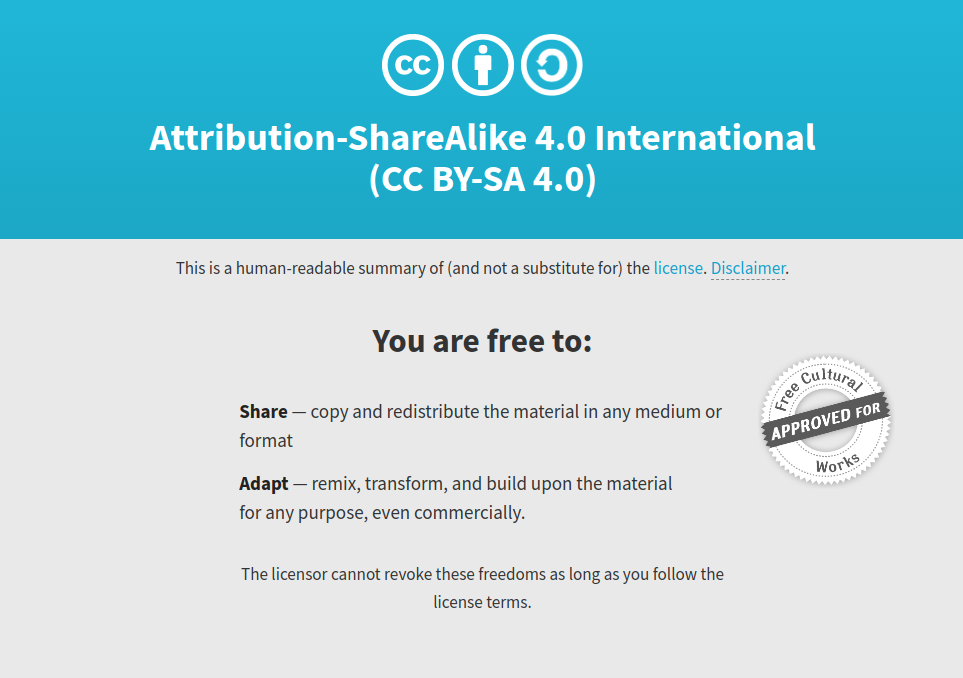 cc
Attribution-ShareAlike 4.0 International
(CC BY-SA 4.0)
This is a human-readable summary of (and not a substitute for) the license. Disclaimer.
You are free to:
Share — copy and redistribute the material in any medium or
format
Adapt — remix, transform, and build upon the material
for any purpose, even commercially.
Free Cultural
APPROVED FOR
Works
The licensor cannot revoke these freedoms as long as you follow the
license terms.